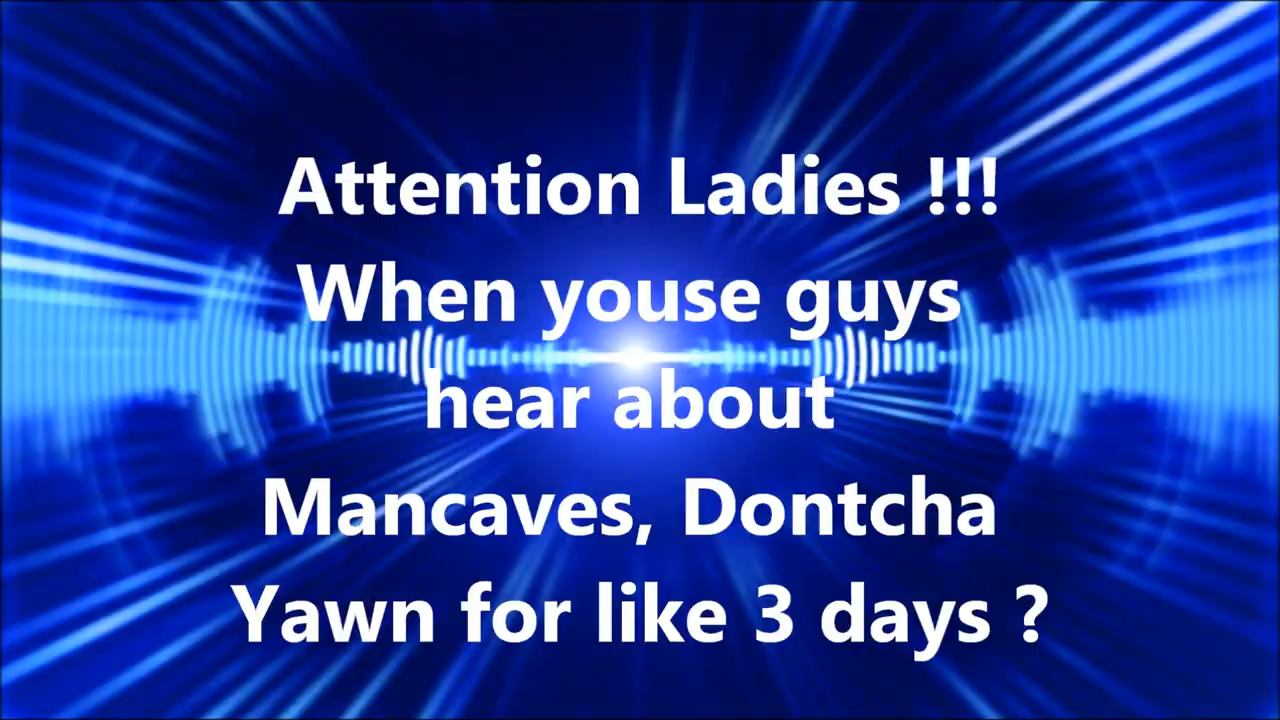 Attention Ladies !!!
When youse guys
hear about
Mancaves, Dontcha
Yawn for like 3 days ?